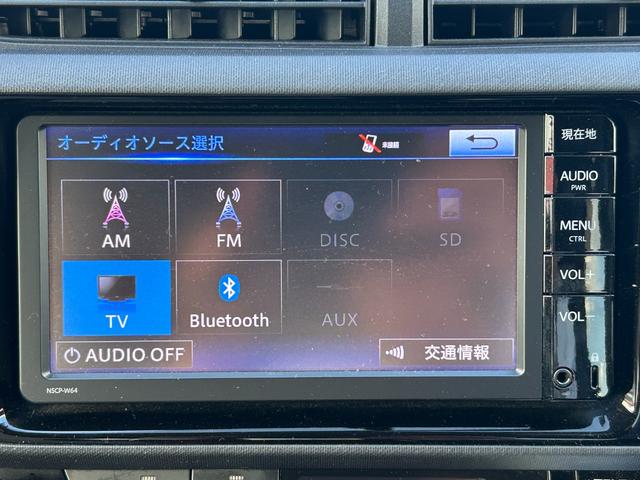 オーディオソース選択
未接続
現在地
AUDIO
PWR
AM
FM
DISC
SD
MENU
CTRL
VOL+
TV
Bluetooth
AUX
VOL-
AUDIO OFF
交通情報
NSCP-W64